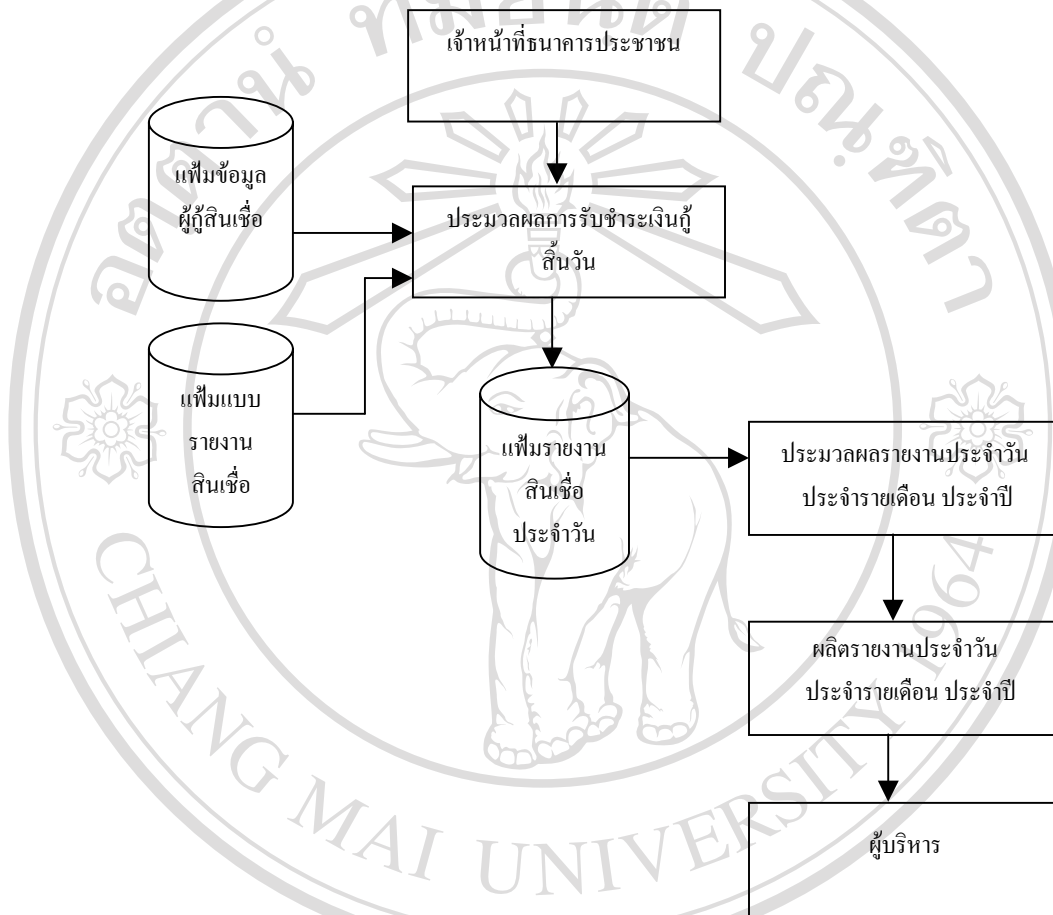 เจ้าหน้าที่ธนาคารประชาชน
แฟ้มข้อมูล
ผู้กู้สินเชื่อ
ประมวลผลการรับชำระเงินกู้
สิ้นวัน
แฟ้มแบบ
รายงาน
สินเชื่อ
แฟ้มรายงาน
สินเชื่อ
ประจำวัน
ประมวลผลรายงานประจำวัน
ประจำรายเดือน ประจำปี
ผลิตรายงานประจำวัน
ประจำรายเดือน ประจำปี
ผู้บริหาร
CHIANG MAI UNIVERSITY 1964